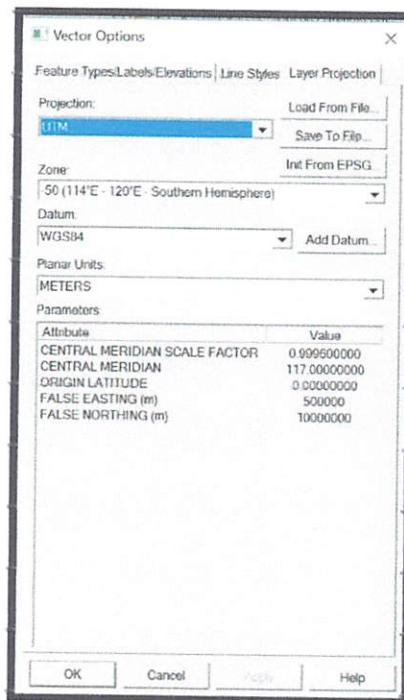 Vector Options
Feature Types/Labels/Elevations Line Styles Layer Projection
Projection:
Load From File...
UTM
Save To File...
Init From EPSG...
Zone:
-50 (114°E - 120°E - Southern Hemisphere)
Datum:
WGS84
Add Datum...
Planar Units:
METERS
Parameters:
Attribute Value
CENTRAL MERIDIAN SCALE FACTOR 0.999600000
CENTRAL MERIDIAN 117.00000000
ORIGIN LATITUDE 0.00000000
FALSE EASTING (m) 500000
FALSE NORTHING (m) 10000000
OK Cancel Apply Help